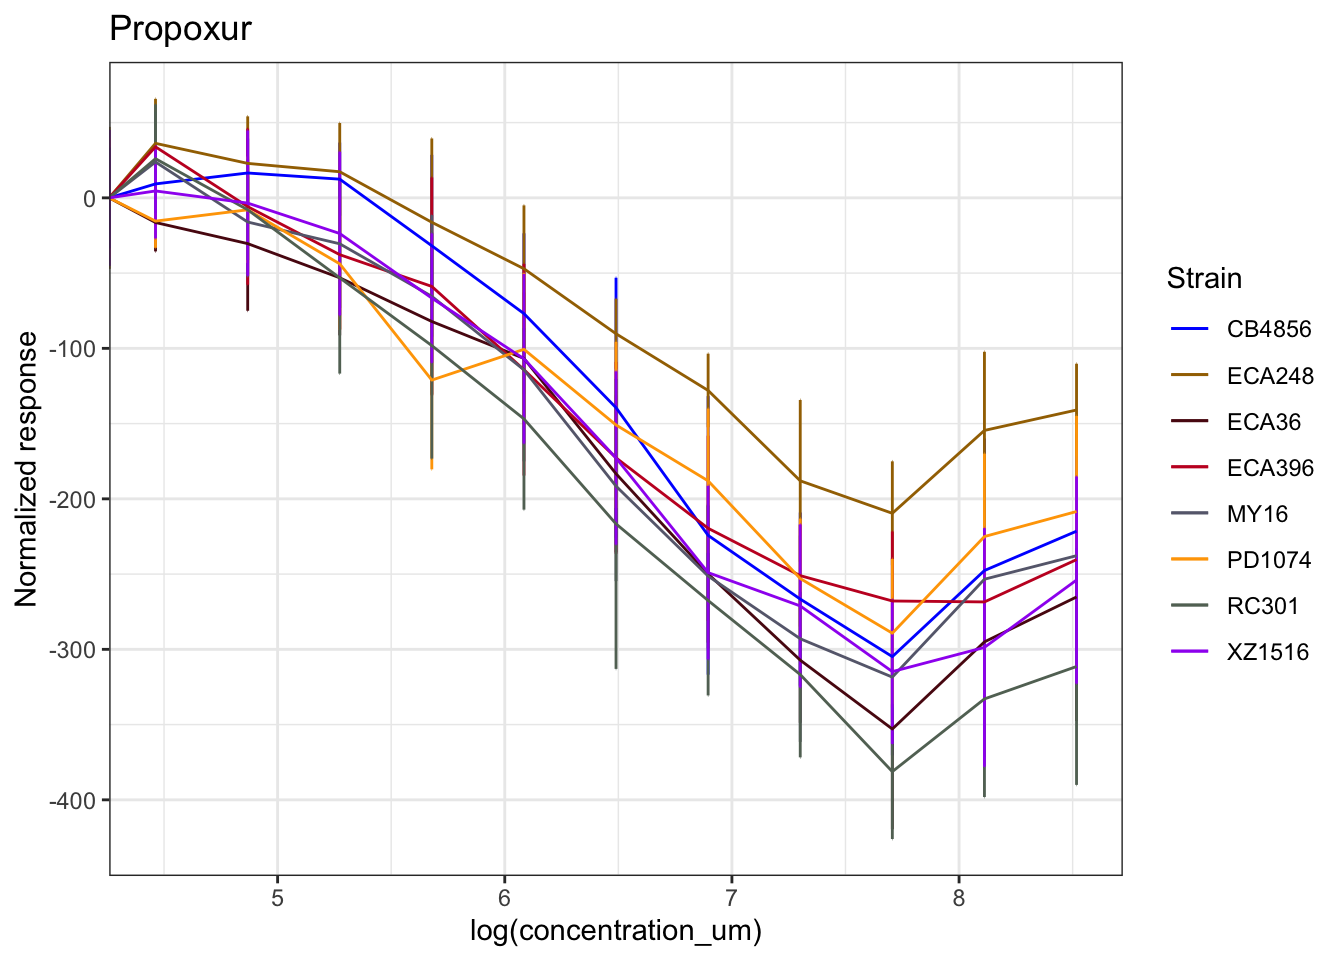 Propoxur
Normalized response
0
-100
-200
-300
-400
5
6
7
8
log(concentration_um)
Strain
CB4856
ECA248
ECA36
ECA396
MY16
PD1074
RC301
XZ1516